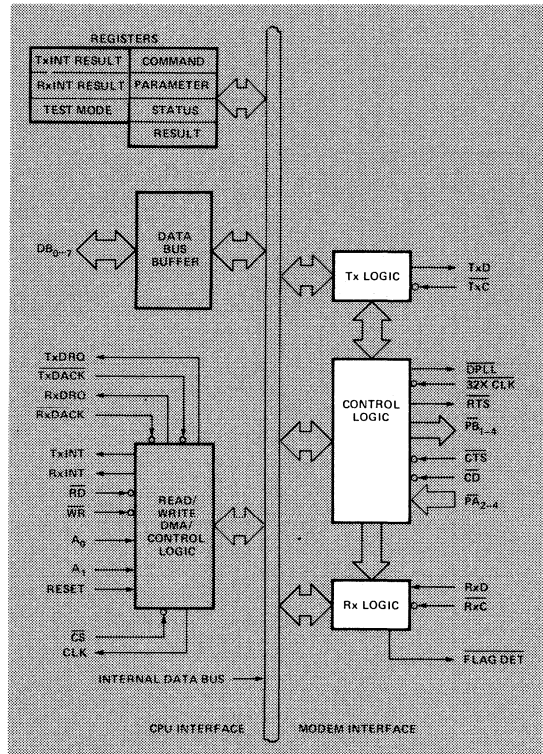 REGISTERS
TxINT RESULT COMMAND
RxINT RESULT PARAMETER
TEST MODE STATUS
RESULT
DB0–7
DATA
BUS
BUFFER
Tx LOGIC
TxD
TxC
TxDRQ
TxDACK
RxDRQ
RxDACK
TxINT
RxINT
RD
WR
A0
A1
RESET
CS
CLK
READ/
WRITE
DMA/
CONTROL
LOGIC
CONTROL
LOGIC
DPLL
32X CLK
RTS
PB1–4
CTS
CD
PA2–4
Rx LOGIC
RxD
RxC
FLAG DET
INTERNAL DATA BUS
CPU INTERFACE
MODEM INTERFACE